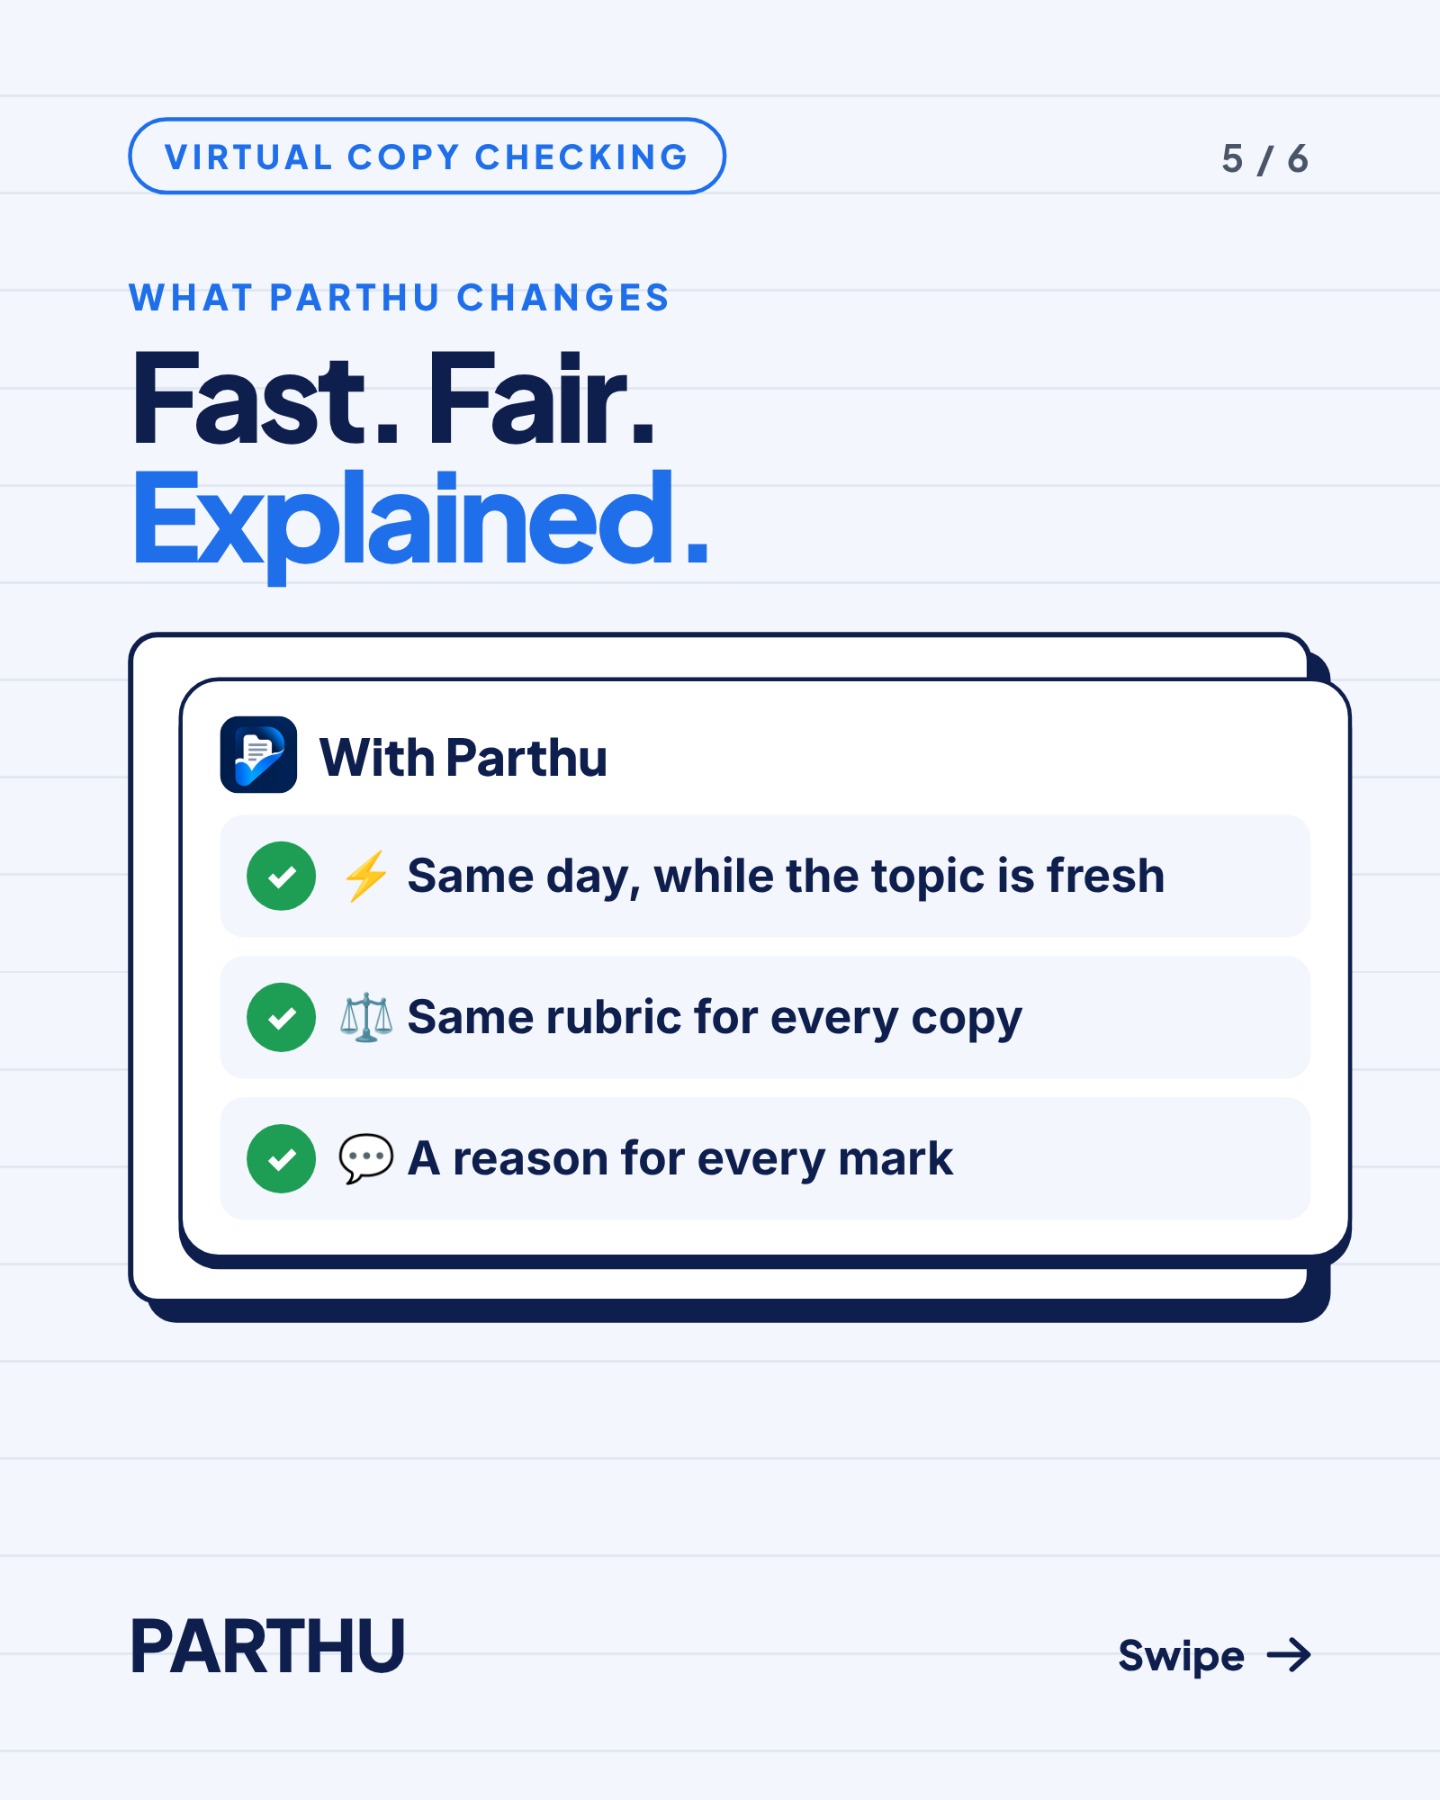 VIRTUAL COPY CHECKING
5 / 6
WHAT PARTHU CHANGES
Fast. Fair.
Explained.
With Parthu
⚡ Same day, while the topic is fresh
⚖️ Same rubric for every copy
💬 A reason for every mark
PARTHU
Swipe →